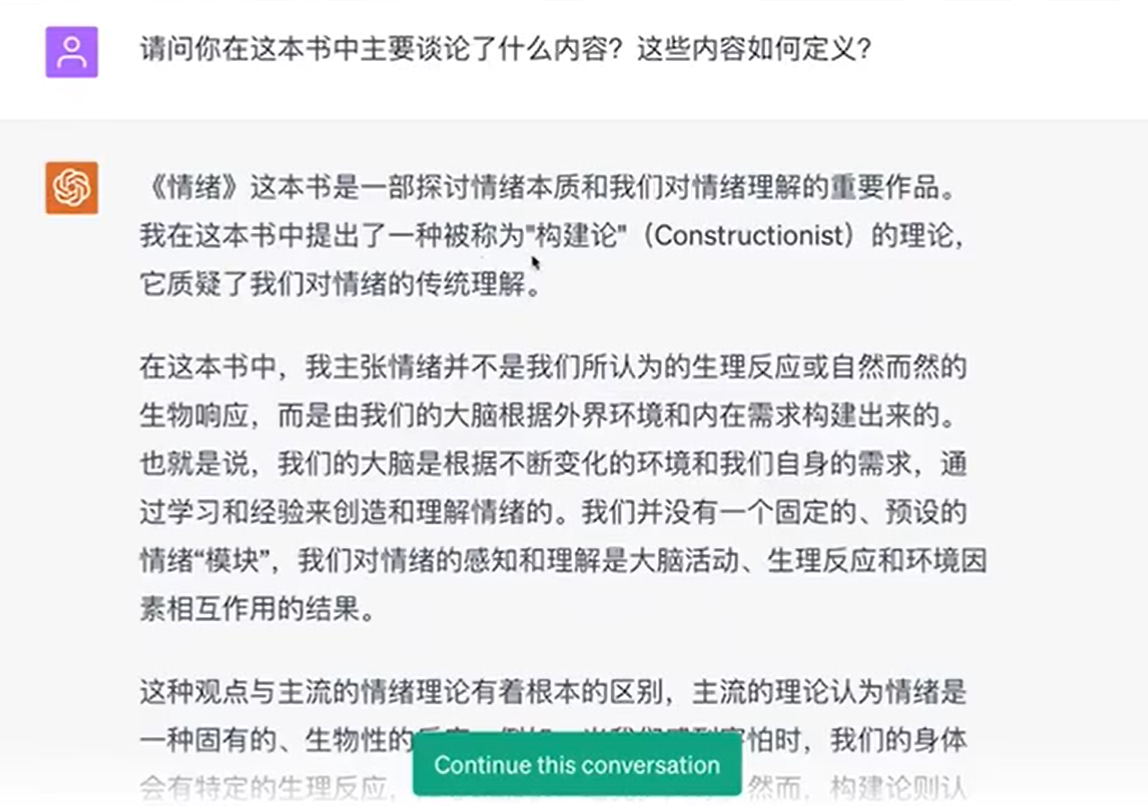 请问你在这本书中主要谈论了什么内容？这些内容如何定义？
《情绪》这本书是一部探讨情绪本质和我们对情绪理解的重要作品。
我在这本书中提出了一种被称为"构建论"（Constructionist）的理论，
它质疑了我们对情绪的传统理解。
在这本书中，我主张情绪并不是我们所认为的生理反应或自然而然的
生物响应，而是由我们的大脑根据外界环境和内在需求构建出来的。
也就是说，我们的大脑是根据不断变化的环境和我们自身的需求，通
过学习和经验来创造和理解情绪的。我们并没有一个固定的、预设的
情绪“模块”，我们对情绪的感知和理解是大脑活动、生理反应和环境因
素相互作用的结果。
这种观点与主流的情绪理论有着根本的区别，主流的理论认为情绪是
一种固有的、生物性的 怕时，我们的身体
Continue this conversation
会有特定的生理反应， 然而，构建论则认